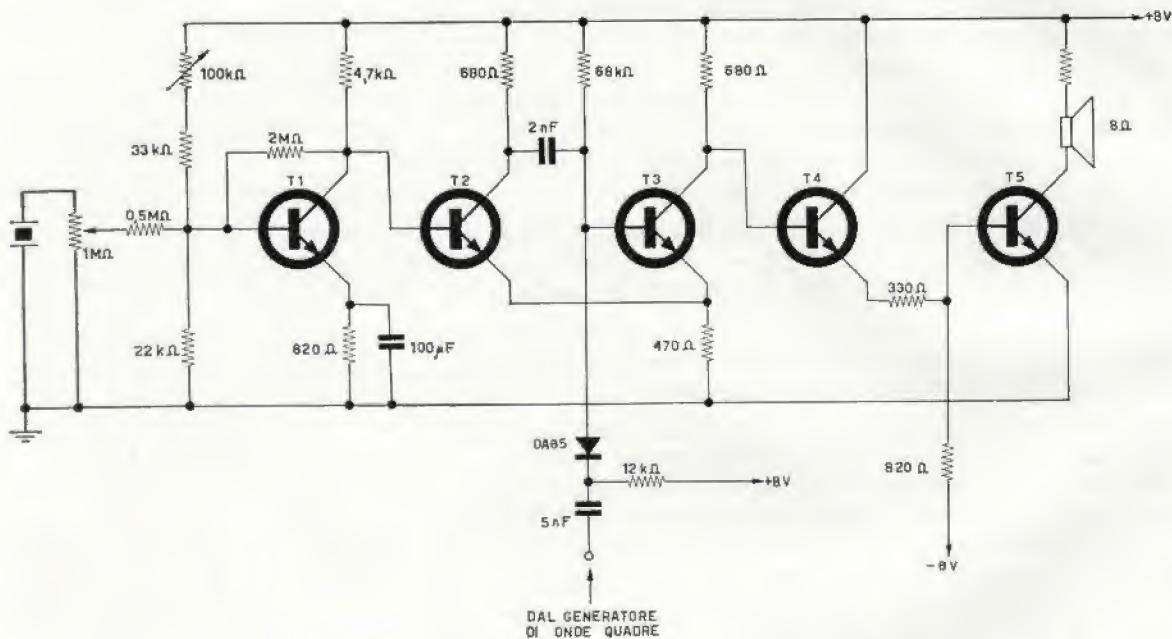 +8V
100kΩ
4,7kΩ
680Ω
68kΩ
680Ω
8Ω
33kΩ
2MΩ
2nF
T1
T2
T3
T4
T5
0,5MΩ
1MΩ
330Ω
22kΩ
820Ω
100µF
470Ω
OA85
12kΩ
+8V
820Ω
5nF
-8V
DAL GENERATORE
DI ONDE QUADRE